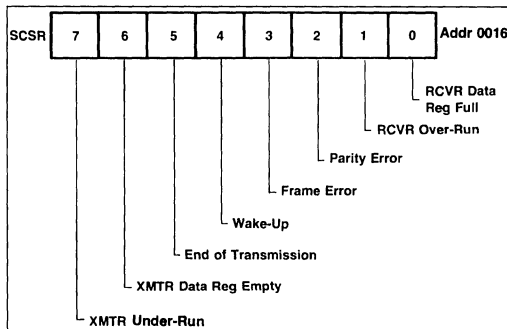 SCSR 7 6 5 4 3 2 1 0 Addr 0016
RCVR Data
Reg Full
RCVR Over-Run
Parity Error
Frame Error
Wake-Up
End of Transmission
XMTR Data Reg Empty
XMTR Under-Run